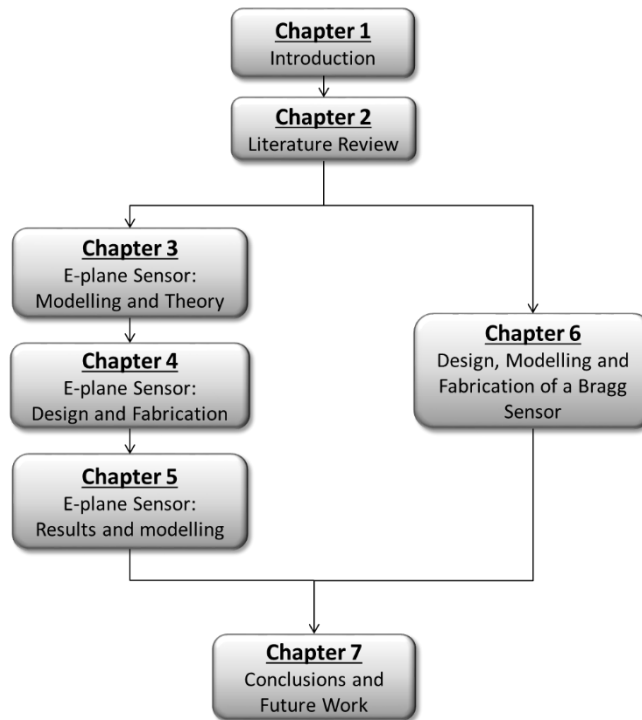 Chapter 1
Introduction
Chapter 2
Literature Review
Chapter 3
E-plane Sensor:
Modelling and Theory
Chapter 4
E-plane Sensor:
Design and Fabrication
Chapter 5
E-plane Sensor:
Results and modelling
Chapter 6
Design, Modelling and
Fabrication of a Bragg
Sensor
Chapter 7
Conclusions and
Future Work